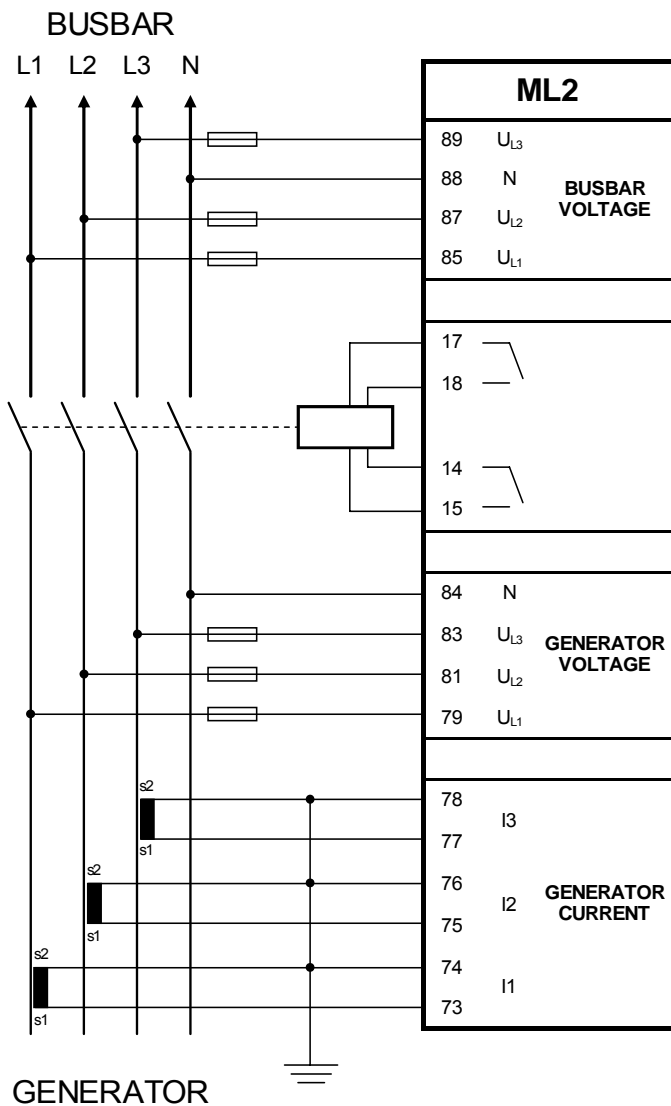 BUSBAR
L1 L2 L3 N
ML2
89 UL3
88 N
87 UL2
85 UL1
BUSBAR
VOLTAGE
17
18
14
15
84 N
83 UL3
81 UL2
79 UL1
GENERATOR
VOLTAGE
s2
s1
s2
s1
s2
s1
78
I3
77
76
I2
75
74
I1
73
GENERATOR
CURRENT
GENERATOR